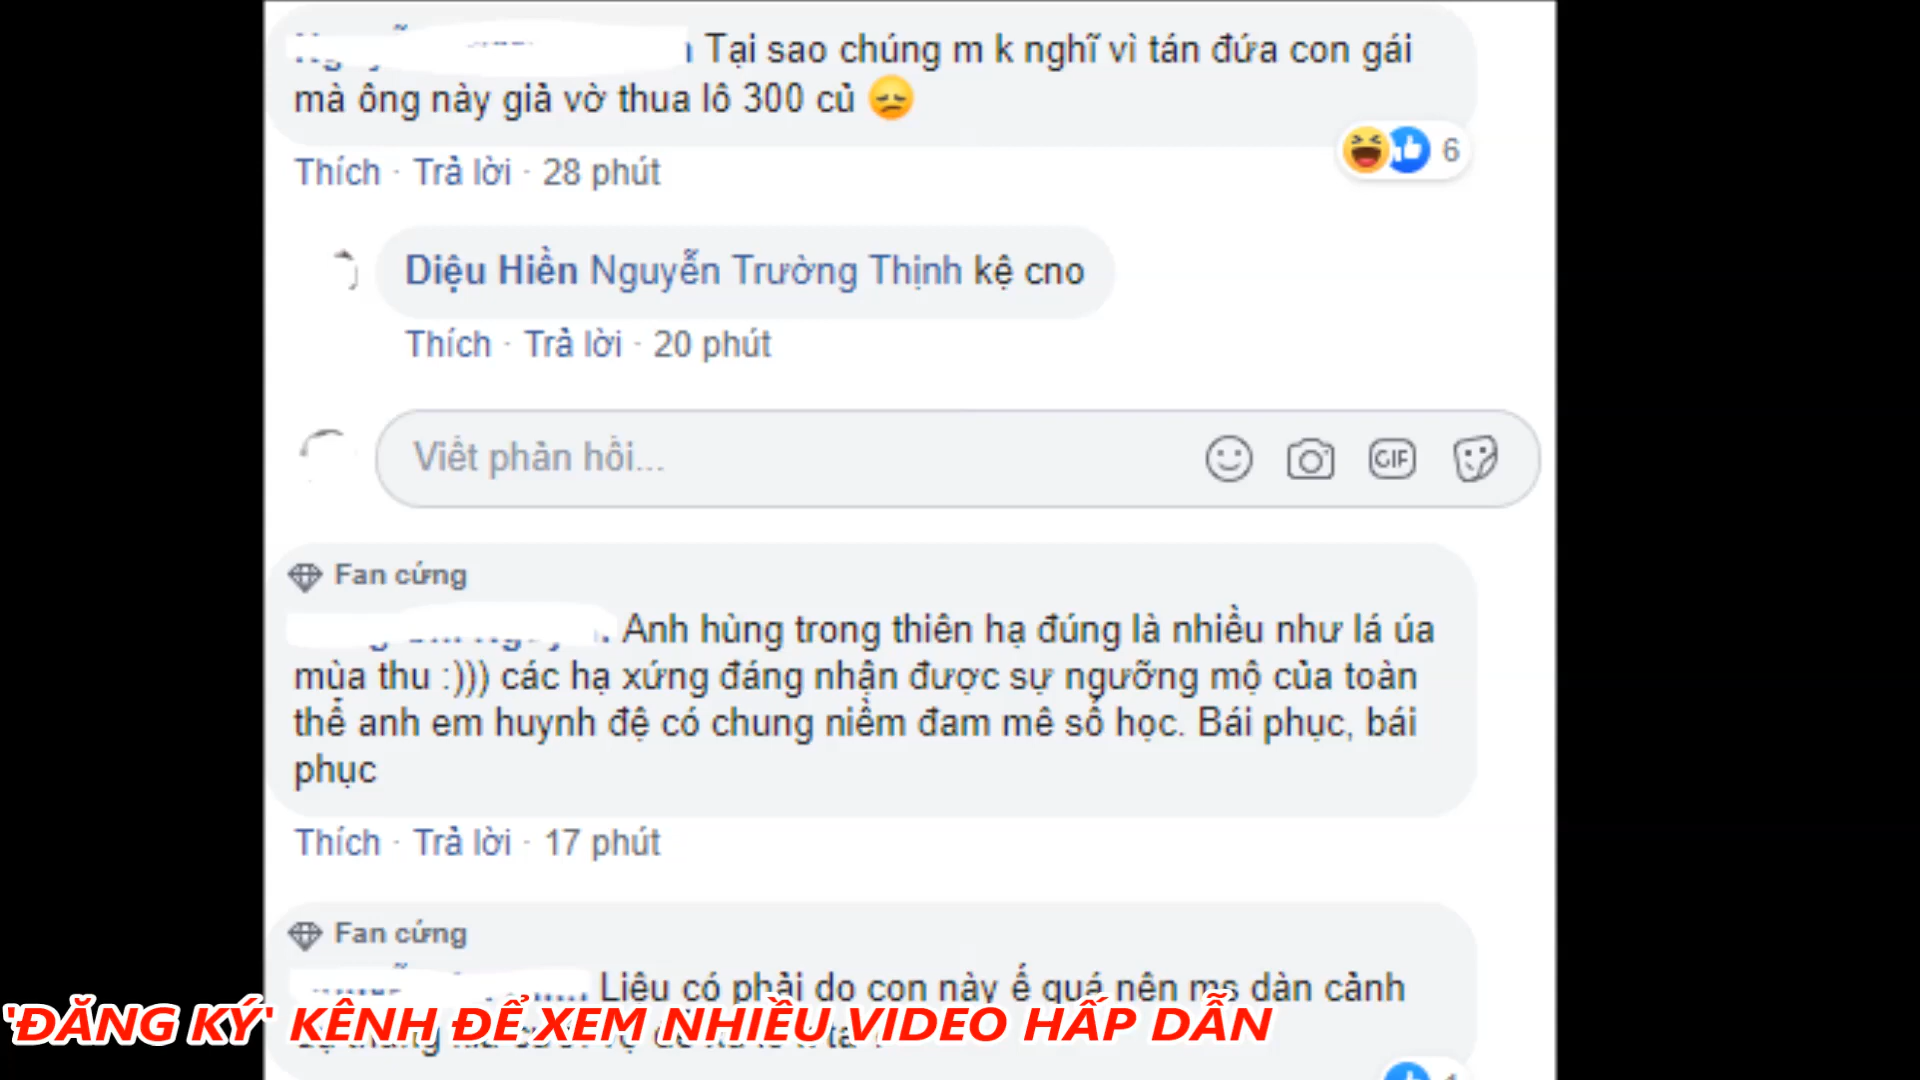 Tại sao chúng m k nghĩ vì tán đứa con gái
mà ông này giả vờ thua lô 300 củ
6
Thích · Trả lời · 28 phút
Diệu Hiền Nguyễn Trường Thịnh kệ cno
Thích · Trả lời · 20 phút
Viết phản hồi...
GIF
Fan cứng
Anh hùng trong thiên hạ đúng là nhiều như lá úa
mùa thu :))) các hạ xứng đáng nhận được sự ngưỡng mộ của toàn
thể anh em huynh đệ có chung niềm đam mê số học. Bái phục, bái
phục
Thích · Trả lời · 17 phút
Fan cứng
Liệu có phải do con này ế quá nên ms dàn cảnh
'ĐĂNG KÝ' KÊNH ĐỂ XEM NHIỀU VIDEO HẤP DẪN